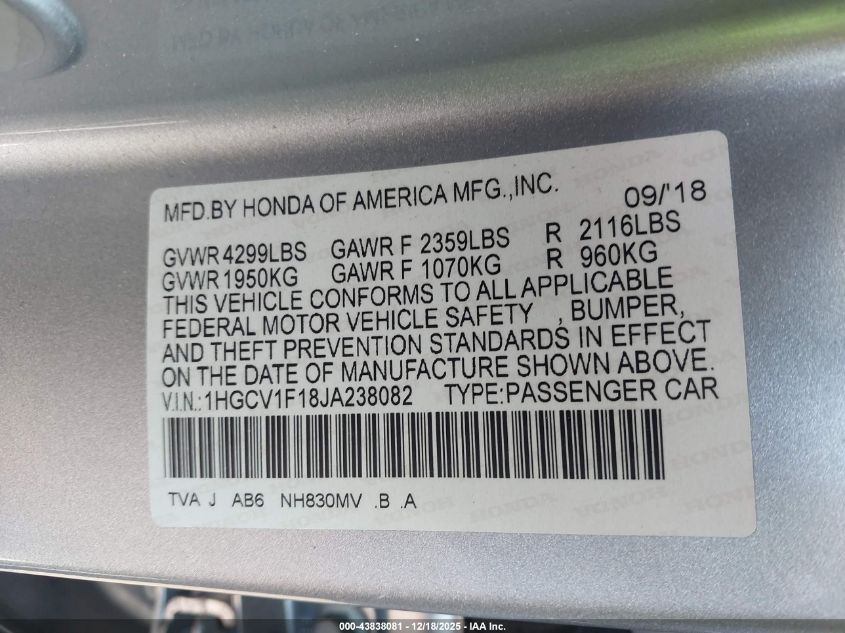 MFD.BY HONDA OF AMERICA MFG.,INC. 09/'18
GVWR 4299LBS GAWR F 2359LBS R 2116LBS
GVWR 1950KG GAWR F 1070KG R 960KG
THIS VEHICLE CONFORMS TO ALL APPLICABLE
FEDERAL MOTOR VEHICLE SAFETY , BUMPER,
AND THEFT PREVENTION STANDARDS IN EFFECT
ON THE DATE OF MANUFACTURE SHOWN ABOVE.
V.I.N.:1HGCV1F18JA238082 TYPE:PASSENGER CAR
TVA J AB6 NH830MV .B .A
000-43838081 - 12/18/2025 - IAA Inc.